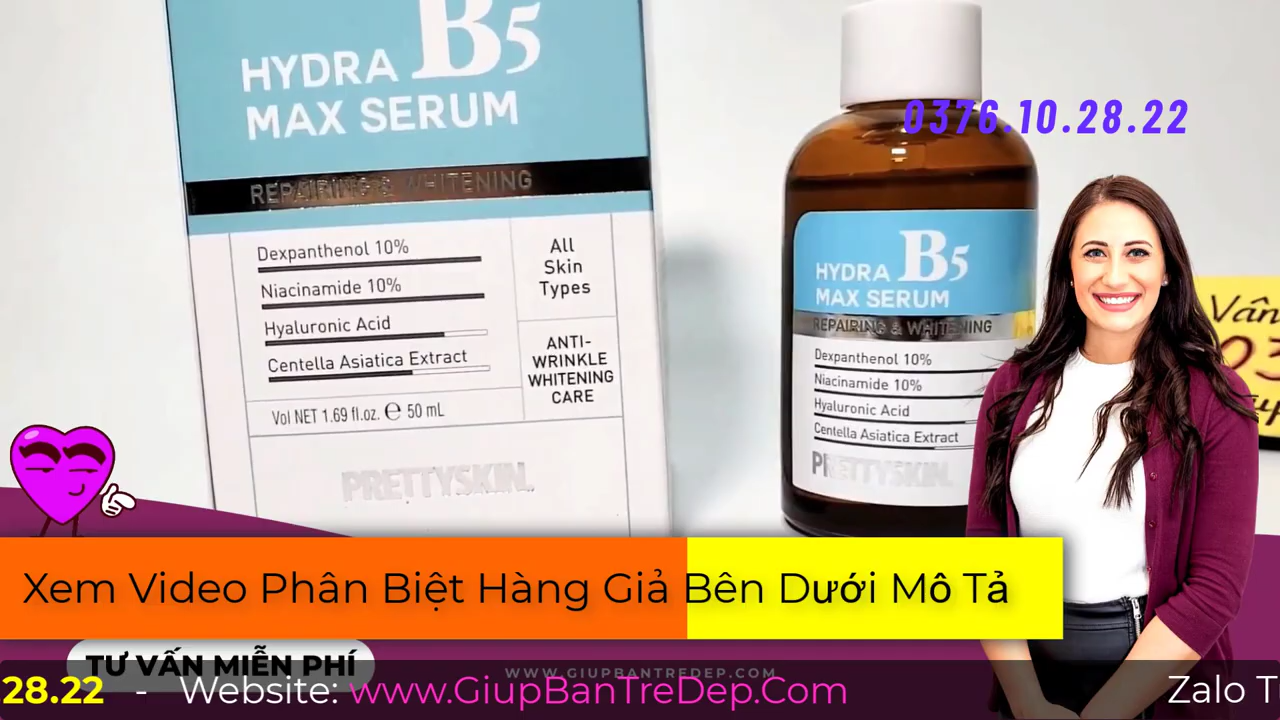 HYDRA B5
MAX SERUM
REPAIRING & WHITENING
Dexpanthenol 10%
Niacinamide 10%
Hyaluronic Acid
Centella Asiatica Extract
All
Skin
Types
ANTI-
WRINKLE
WHITENING
CARE
Vol NET 1.69 fl.oz. ℮ 50 mL
PRETTYSKIN.
0376.10.28.22
HYDRA B5
MAX SERUM
REPAIRING & WHITENING
Dexpanthenol 10%
Niacinamide 10%
Hyaluronic Acid
Centella Asiatica Extract
PRETTYSKIN.
Vân
03
Xem Video Phân Biệt Hàng Giả Bên Dưới Mô Tả
TƯ VẤN MIỄN PHÍ
WWW.GIUPBANTREDEP.COM
28.22 - Website: www.GiupBanTreDep.Com Zalo T